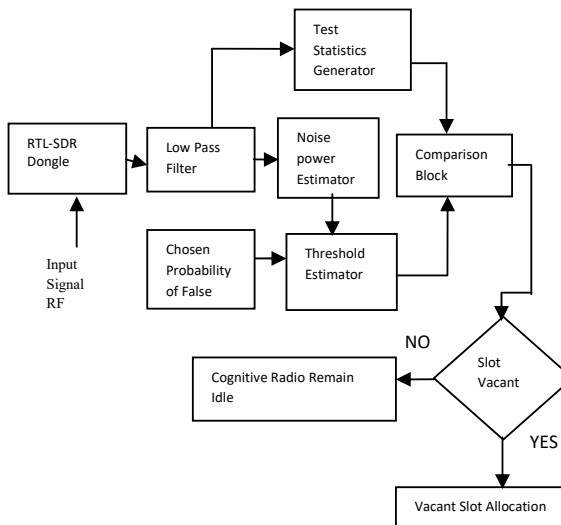 Test
Statistics
Generator
RTL-SDR
Dongle
Low Pass
Filter
Noise
power
Estimator
Comparison
Block
Input
Signal
RF
Chosen
Probability
of False
Threshold
Estimator
NO
Slot
Vacant
Cognitive Radio Remain
Idle
YES
Vacant Slot Allocation